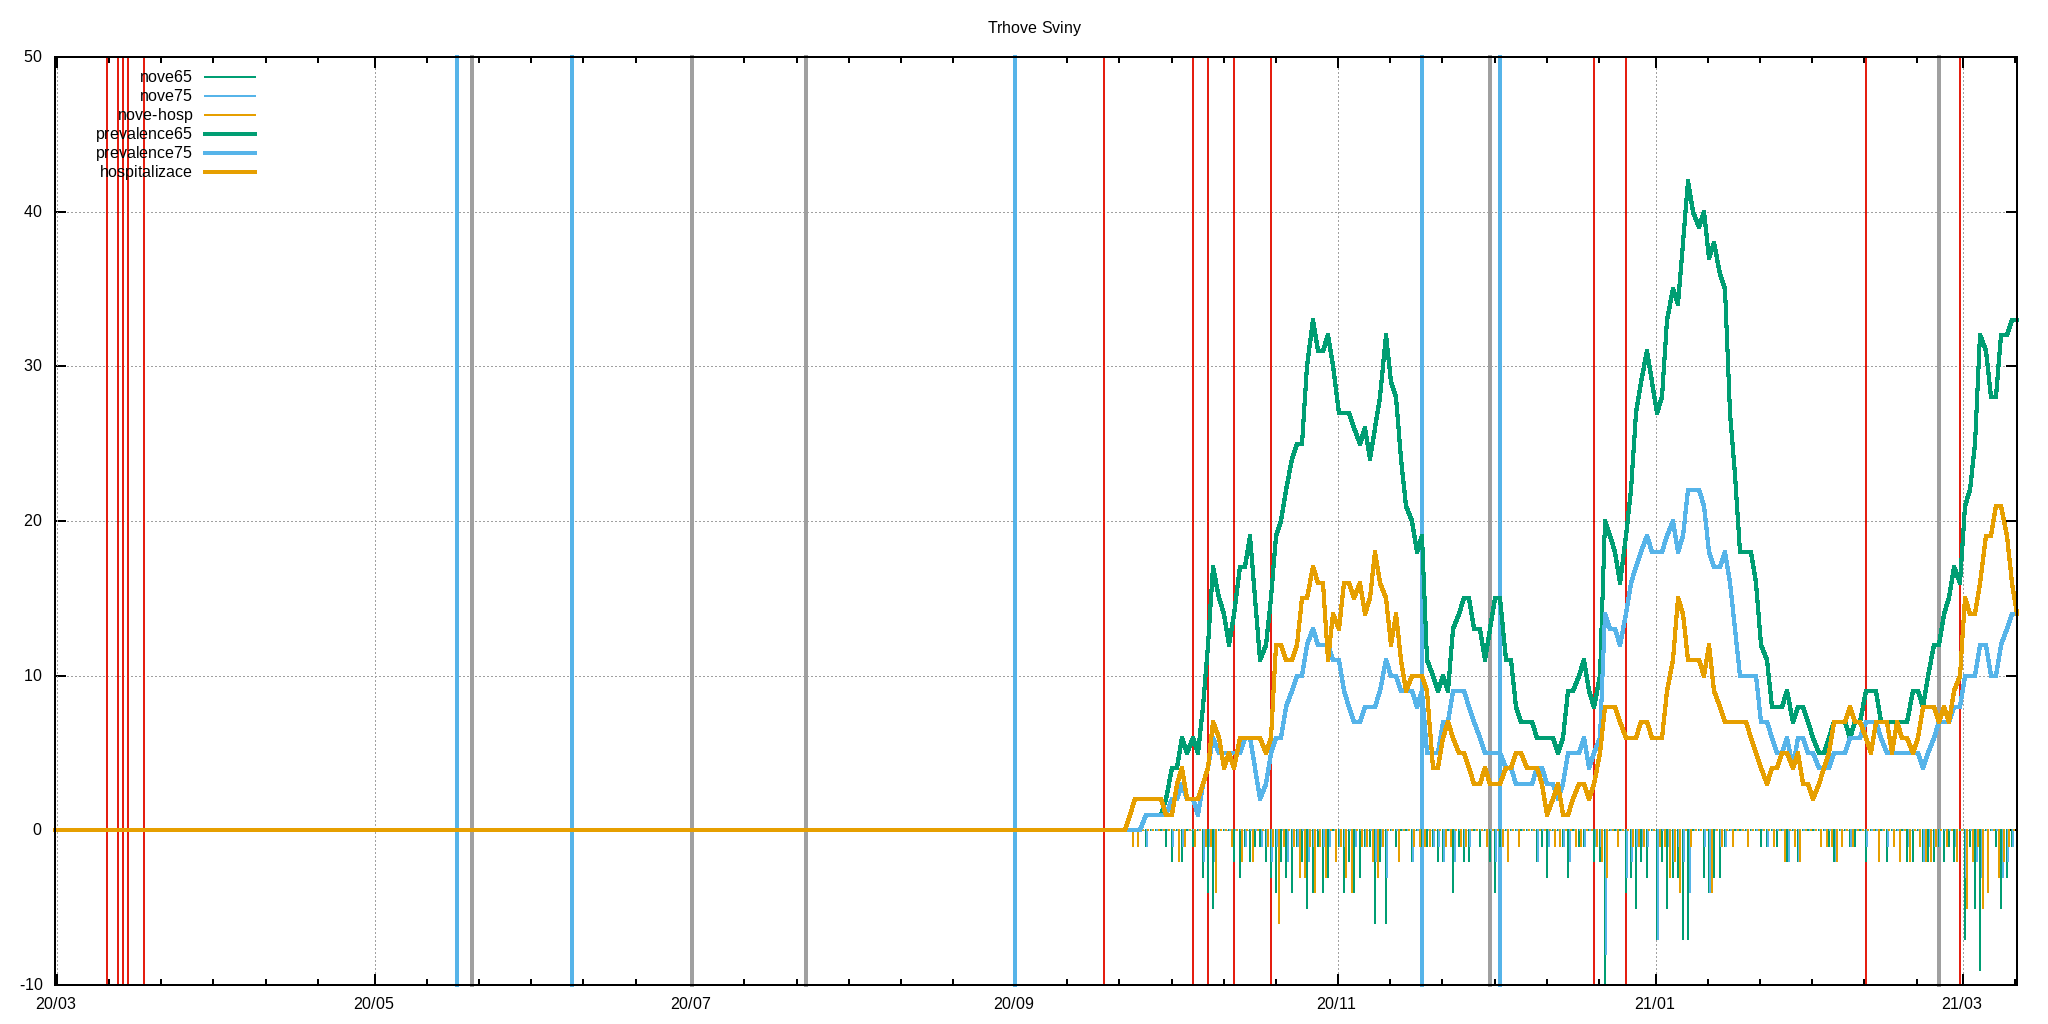 Trhove Sviny
50
nove65
nove75
nove-hosp
prevalence65
prevalence75
hospitalizace
40
30
20
10
0
-10
20/03 20/05 20/07 20/09 20/11 21/01 21/03